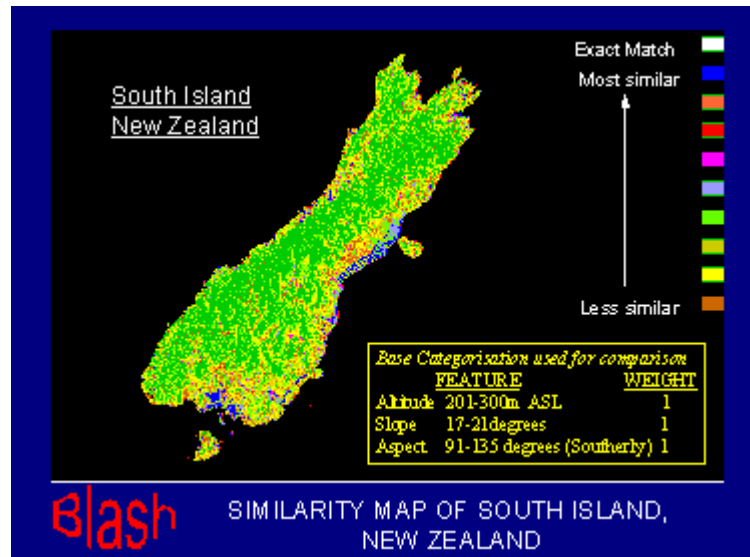 South Island
New Zealand
Exact Match
Most similar
Less similar
Base Categorisation used for comparison
FEATURE WEIGHT
Altitude 201-300m ASL 1
Slope 17-21degrees 1
Aspect 91-135 degrees (Southerly) 1
Blash
SIMILARITY MAP OF SOUTH ISLAND,
NEW ZEALAND